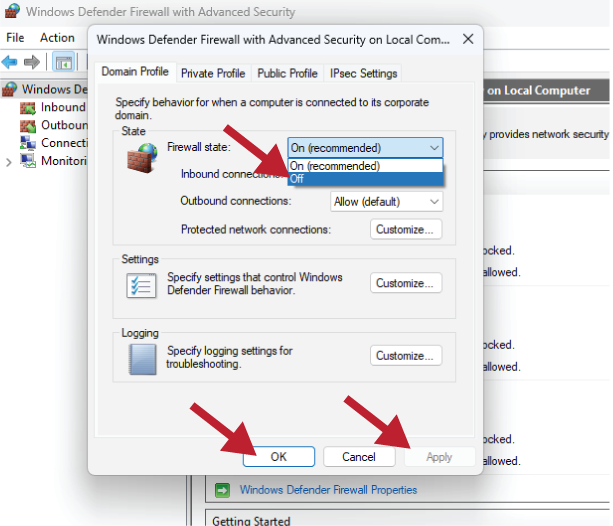 Windows Defender Firewall with Advanced Security
File Action
Windows De
Inbound
Outboun
Connecti
Monitori
Windows Defender Firewall with Advanced Security on Local Com...
Domain Profile Private Profile Public Profile IPsec Settings
Specify behavior for when a computer is connected to its corporate
domain.
State
Firewall state: On (recommended)
On (recommended)
Inbound connections
Off
Outbound connections: Allow (default)
Protected network connections: Customize...
Settings
Specify settings that control Windows
Defender Firewall behavior.
Customize...
Logging
Specify logging settings for
troubleshooting.
Customize...
OK Cancel Apply
on Local Computer
y provides network security
ocked.
allowed.
ocked.
allowed.
ocked.
allowed.
Windows Defender Firewall Properties
Getting Started